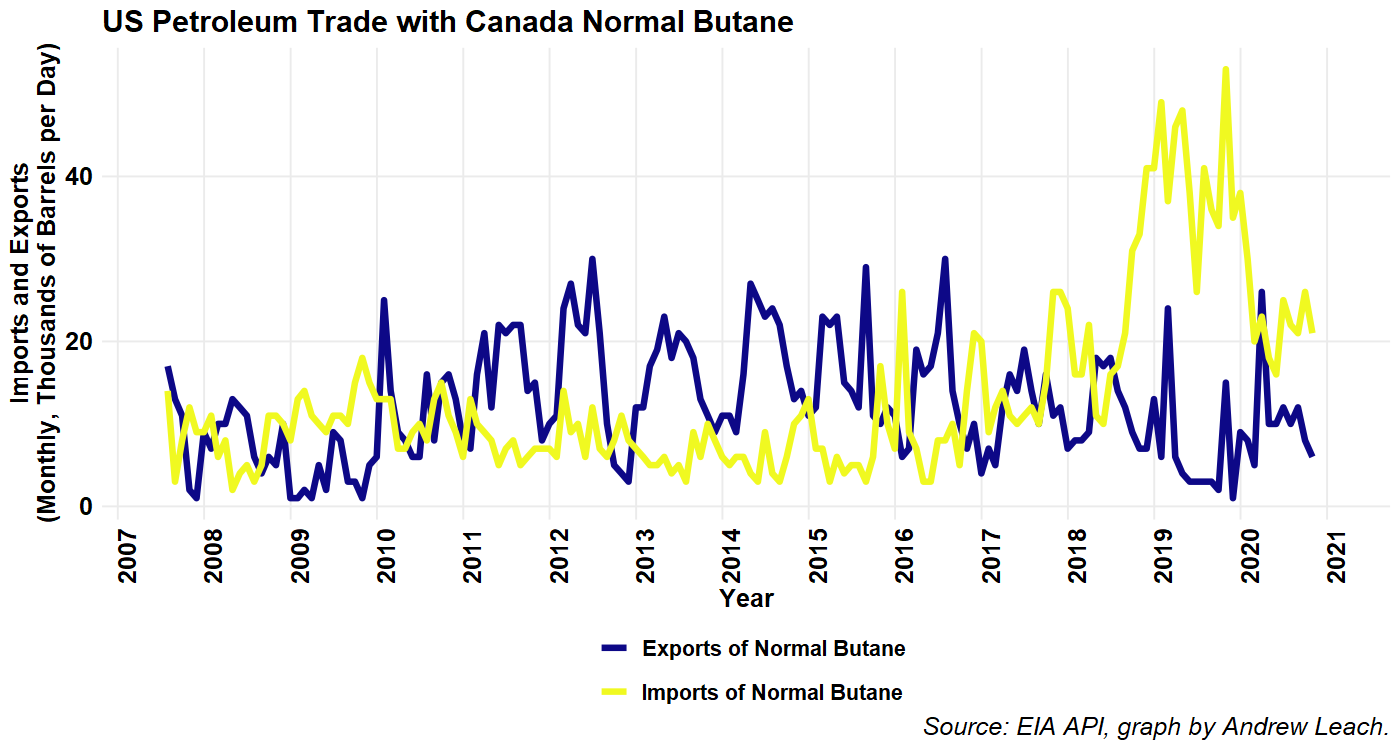 US Petroleum Trade with Canada Normal Butane
Imports and Exports
(Monthly, Thousands of Barrels per Day)
40
20
0
2007
2008
2009
2010
2011
2012
2013
2014
2015
2016
2017
2018
2019
2020
2021
Year
Exports of Normal Butane
Imports of Normal Butane
Source: EIA API, graph by Andrew Leach.